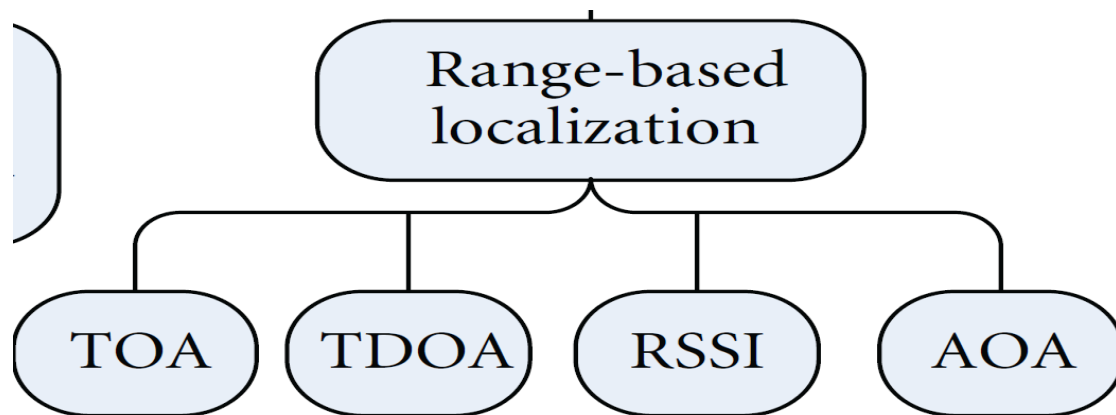 Range-based
localization
TOA
TDOA
RSSI
AOA